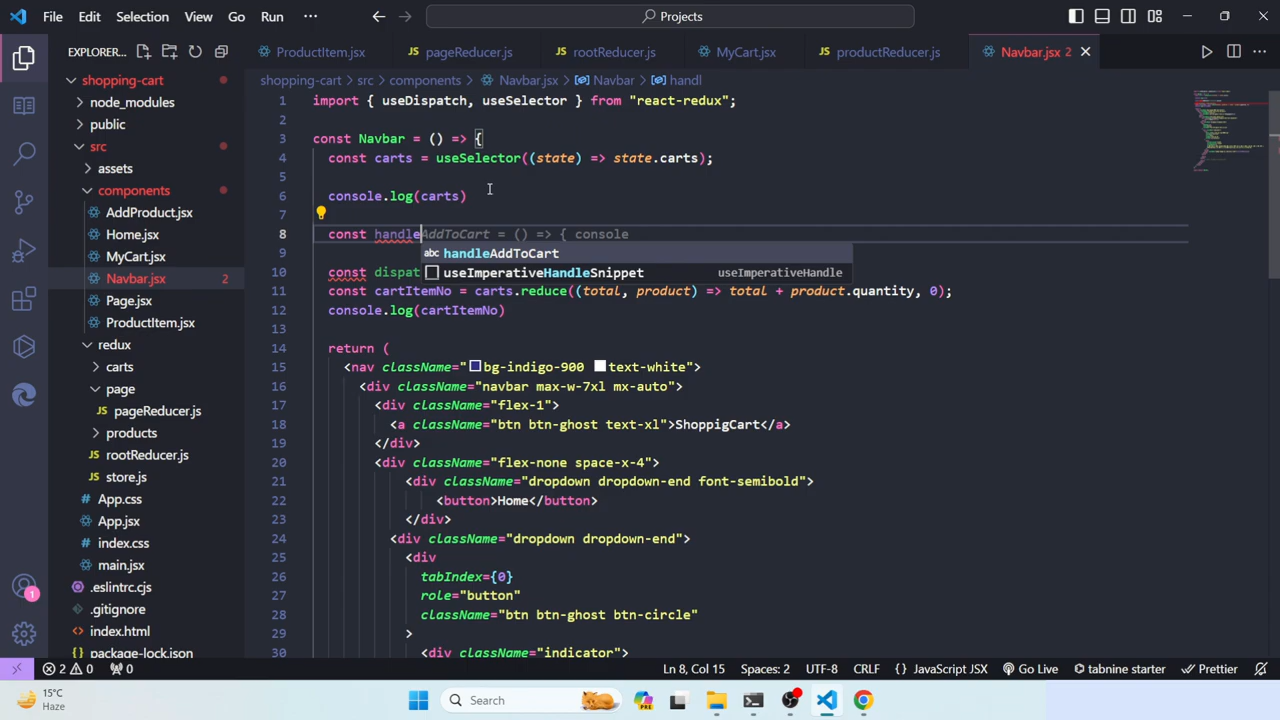 File Edit Selection View Go Run ... Projects
EXPLORER...
ProductItem.jsx pageReducer.js rootReducer.js MyCart.jsx productReducer.js Navbar.jsx 2
shopping-cart > src > components > Navbar.jsx > Navbar > handl
shopping-cart
node_modules
public
src
assets
components
AddProduct.jsx
Home.jsx
MyCart.jsx
Navbar.jsx 2
Page.jsx
ProductItem.jsx
redux
carts
page
pageReducer.js
products
rootReducer.js
store.js
App.css
App.jsx
index.css
main.jsx
.eslintrc.cjs
.gitignore
index.html
package-lock.json
1 import { useDispatch, useSelector } from "react-redux";
2
3 const Navbar = () => {
4 const carts = useSelector((state) => state.carts);
5
6 console.log(carts)
7
8 const handleAddToCart = () => { console
9
handleAddToCart
useImperativeHandleSnippet useImperativeHandle
10 const dispat
11 const cartItemNo = carts.reduce((total, product) => total + product.quantity, 0);
12 console.log(cartItemNo)
13
14 return (
15 <nav className="bg-indigo-900 text-white">
16 <div className="navbar max-w-7xl mx-auto">
17 <div className="flex-1">
18 <a className="btn btn-ghost text-xl">ShoppigCart</a>
19 </div>
20 <div className="flex-none space-x-4">
21 <div className="dropdown dropdown-end font-semibold">
22 <button>Home</button>
23 </div>
24 <div className="dropdown dropdown-end">
25 <div
26 tabIndex={0}
27 role="button"
28 className="btn btn-ghost btn-circle"
29 >
30 <div className="indicator">
1
2 0 0 Ln 8, Col 15 Spaces: 2 UTF-8 CRLF {} JavaScript JSX Go Live tabnine starter Prettier
15°C
Haze
Search
PRE